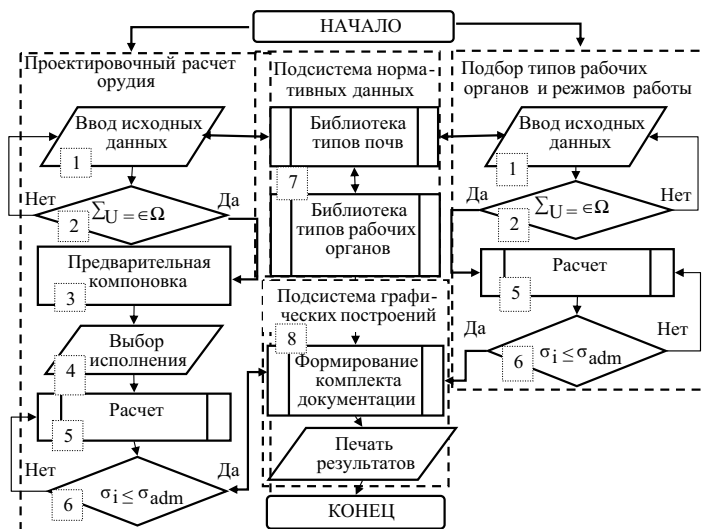 НАЧАЛО
Проектировочный расчет
орудия
Ввод исходных
данных
1
Нет
Да
2
∑U = ∈Ω
Предварительная
компоновка
3
Выбор
исполнения
4
Расчет
5
Нет
Да
6
σi ≤ σadm
Подсистема норма-
тивных данных
Библиотека
типов почв
7
Библиотека
типов рабочих
органов
Подсистема графи-
ческих построений
8
Формирование
комплекта
документации
Печать
результатов
КОНЕЦ
Подбор типов рабочих
органов и режимов работы
Ввод исходных
данных
1
Да
Нет
2
∑U = ∈Ω
Расчет
5
Да
Нет
6
σi ≤ σadm